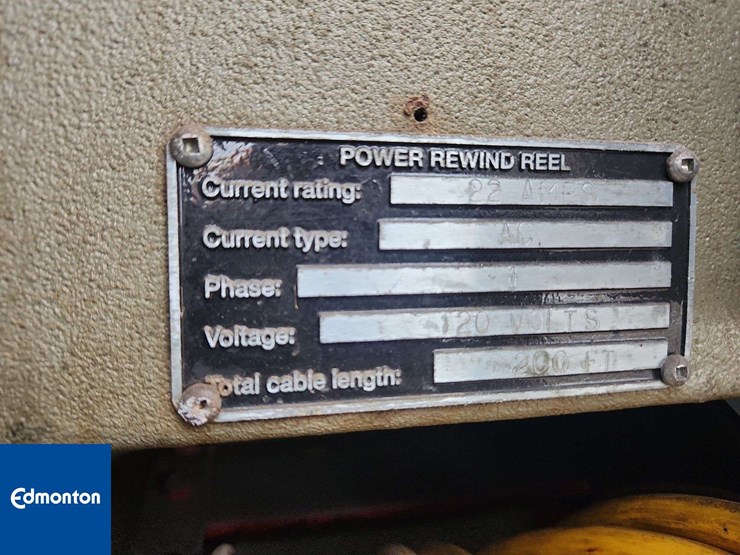 POWER REWIND REEL
Current rating: 22 AMPS
Current type: AC
Phase: 1
Voltage: 120 VOLTS
Total cable length: 200 FT
Edmonton